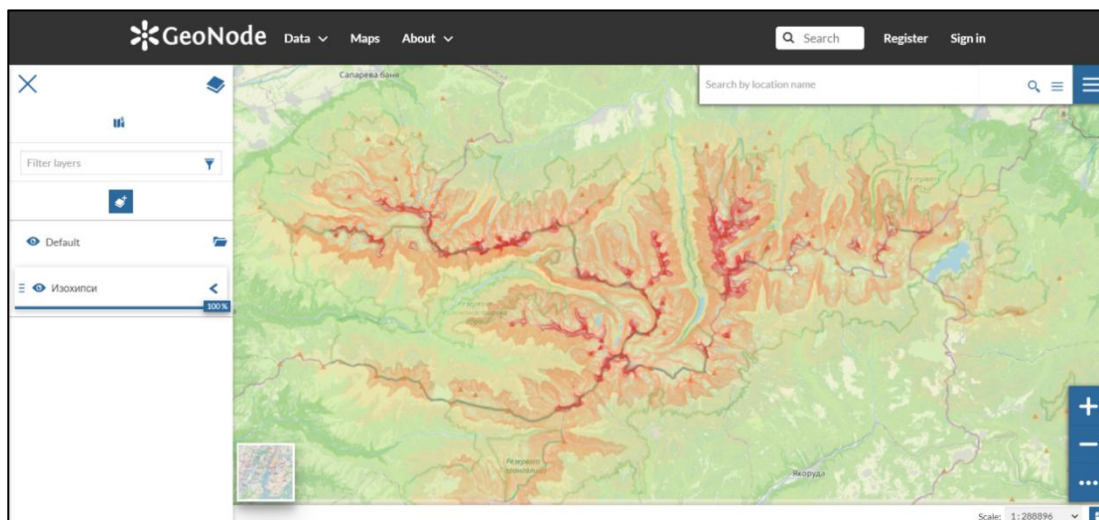 GeoNode Data Maps About Search Register Sign in
Сапарева баня
Search by location name
Filter layers
Default
Изохипси
100 %
Резерват
Якоруда
Scale: 1:288896